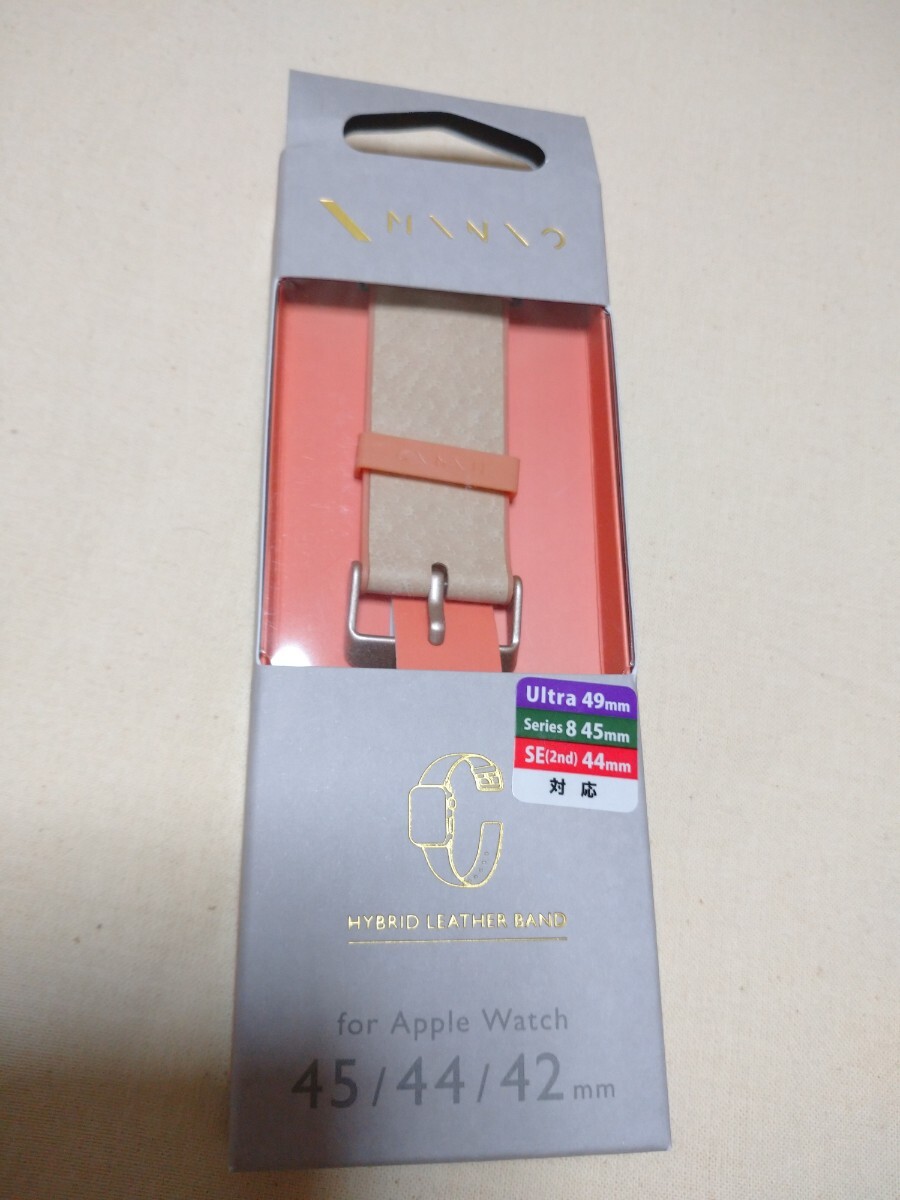 Ultra 49mm
Series 8 45mm
SE(2nd) 44mm
対応
HYBRID LEATHER BAND
for Apple Watch
45/44/42mm